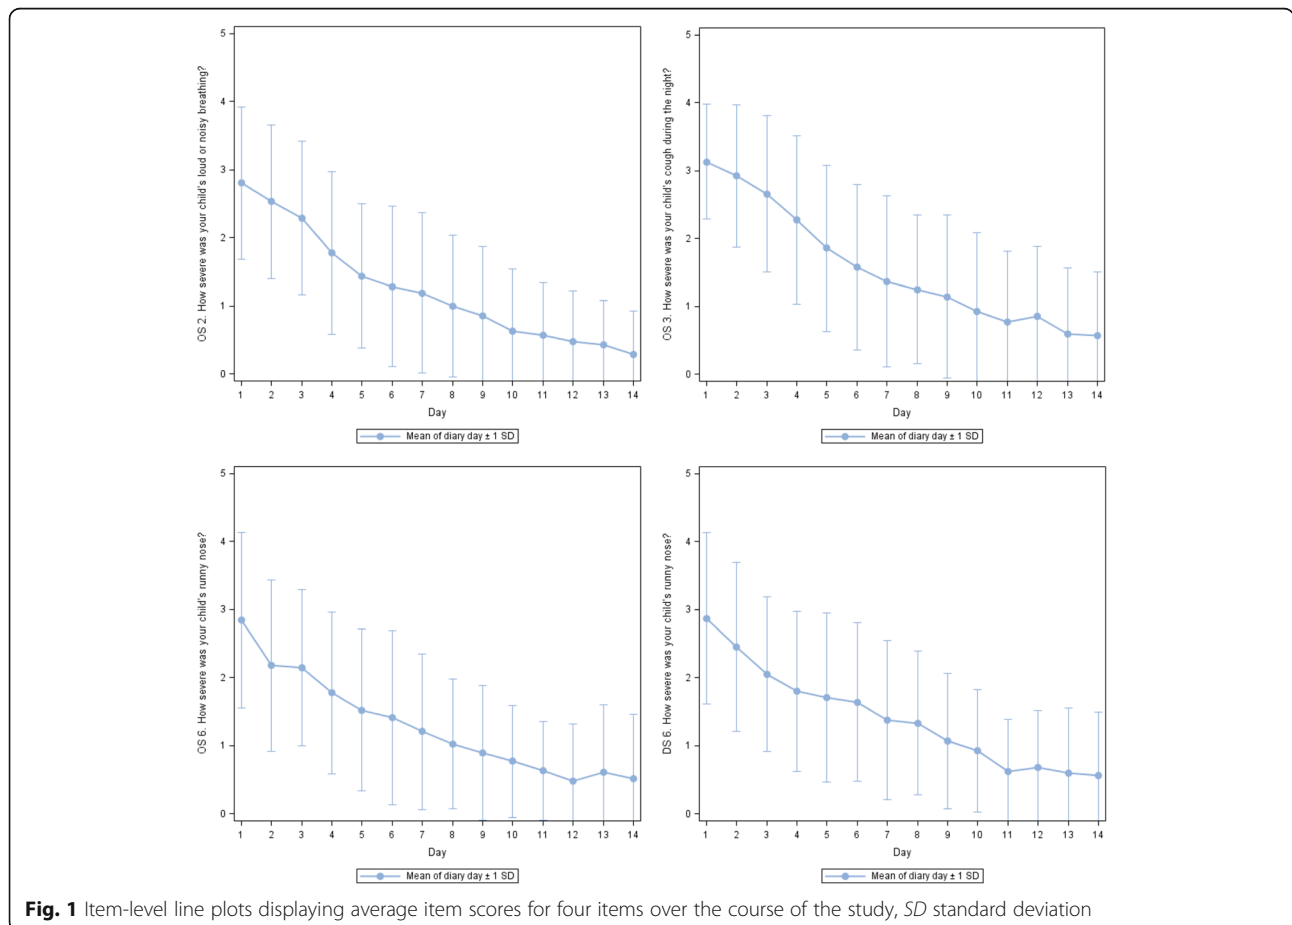 OS 2. How severe was your child's loud or noisy breathing?
5
4
3
2
1
0
1 2 3 4 5 6 7 8 9 10 11 12 13 14
Day
Mean of diary day ± 1 SD
OS 3. How severe was your child's cough during the night?
5
4
3
2
1
0
1 2 3 4 5 6 7 8 9 10 11 12 13 14
Day
Mean of diary day ± 1 SD
OS 6. How severe was your child's runny nose?
5
4
3
2
1
0
1 2 3 4 5 6 7 8 9 10 11 12 13 14
Day
Mean of diary day ± 1 SD
DS 6. How severe was your child's runny nose?
5
4
3
2
1
0
1 2 3 4 5 6 7 8 9 10 11 12 13 14
Day
Mean of diary day ± 1 SD
Fig. 1 Item-level line plots displaying average item scores for four items over the course of the study, SD standard deviation